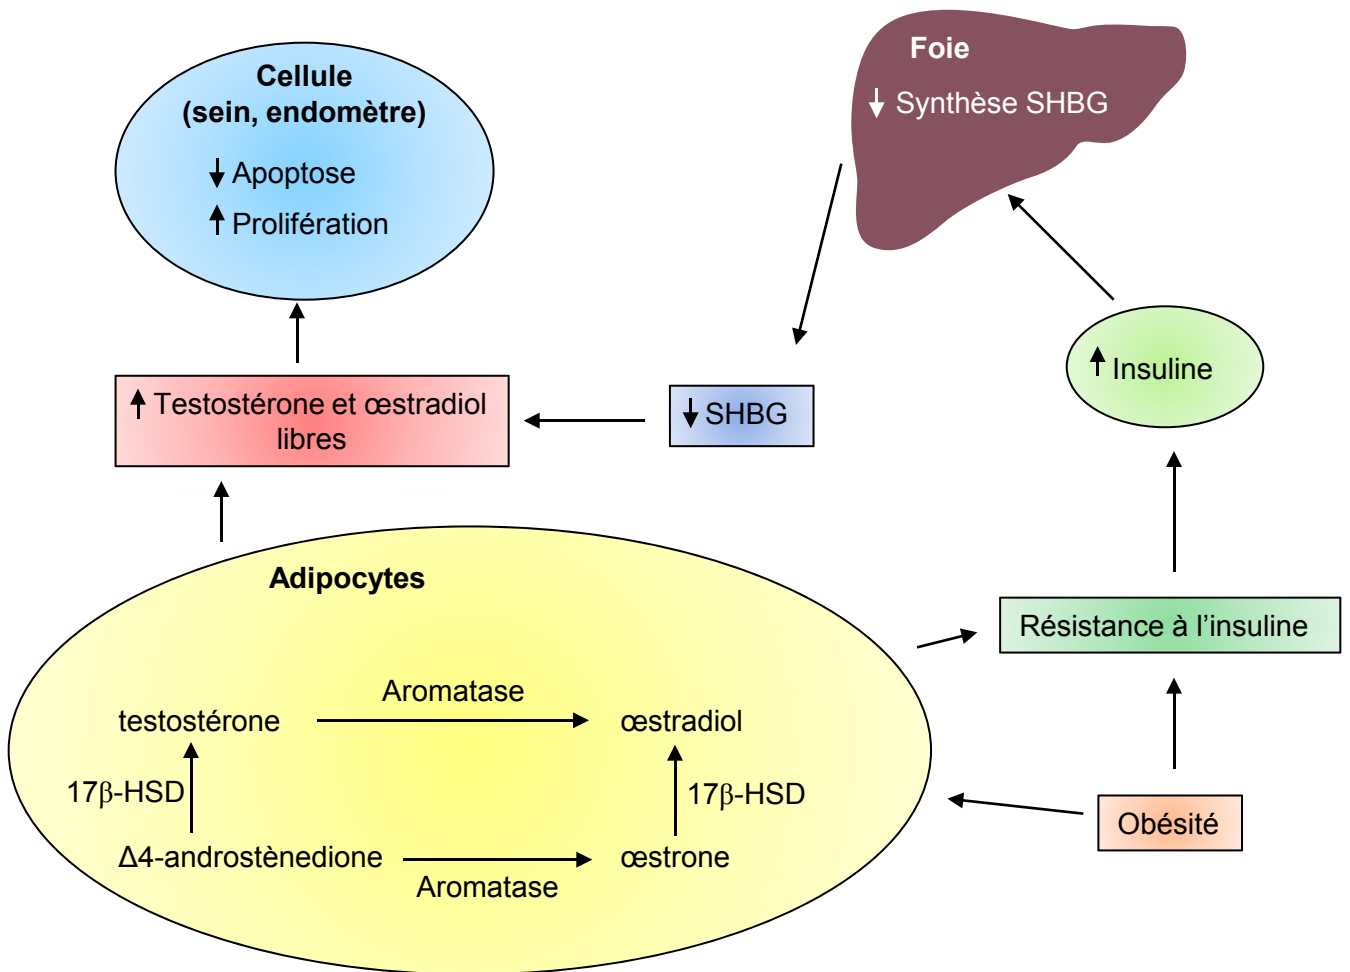 Cellule
(sein, endomètre)
↓ Apoptose
↑ Prolifération
Foie
↓ Synthèse SHBG
↑ Insuline
↑ Testostérone et œstradiol
libres
↓ SHBG
Adipocytes
Résistance à l’insuline
Aromatase
testostérone
œstradiol
17β-HSD
17β-HSD
Obésité
Δ4-androstènedione
œstrone
Aromatase